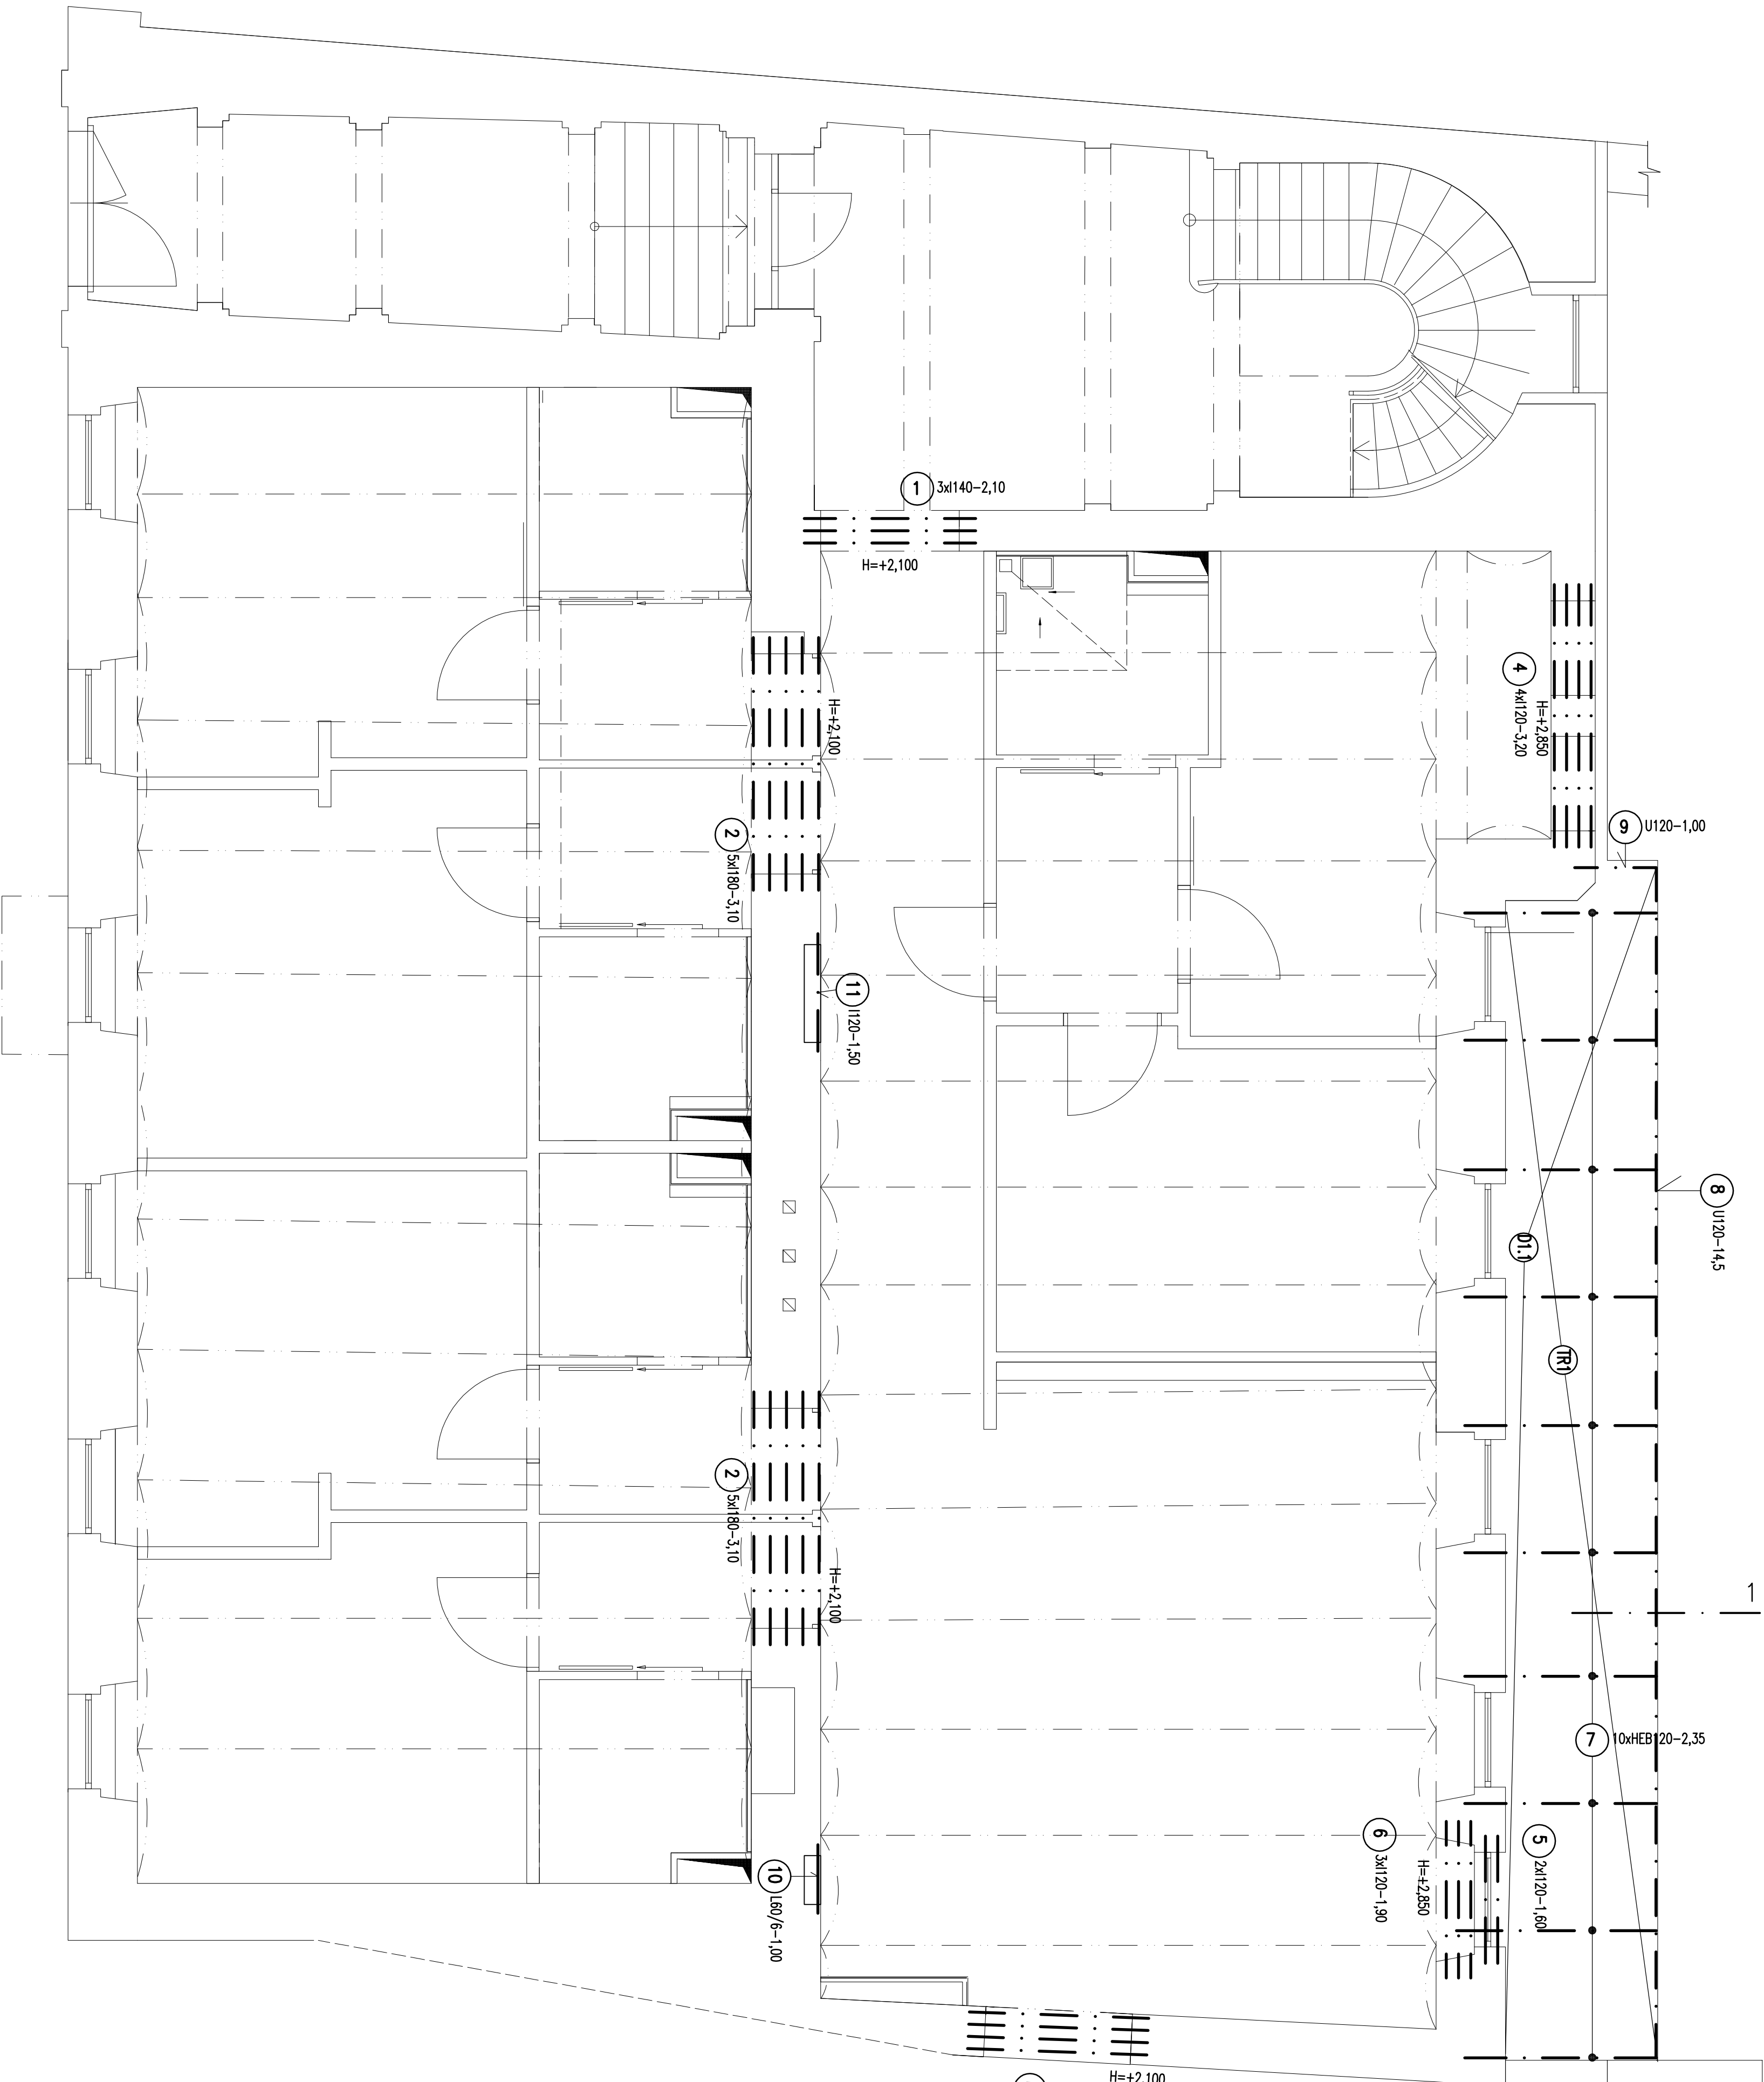 1 3xI140-2,10
H=+2,100
4 4xI120-3,20
H=+2,850
H=+2,100
9 U120-1,00
2 5xI180-3,10
11 I120-1,50
8 U120-14,5
D1.1
TR1
2 5xI180-3,10
H=+2,100
1
7 10xHEB120-2,35
6 3xI120-1,90
H=+2,850
5 2xI120-1,60
10 L60/6-1,00
H=+2,100